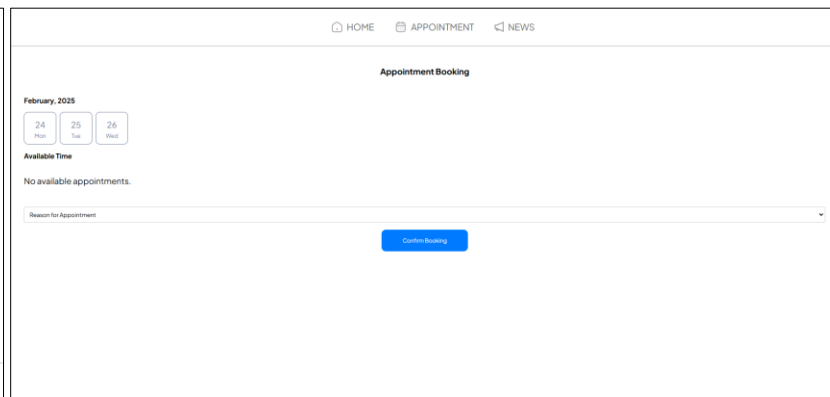 HOME APPOINTMENT NEWS
Appointment Booking
February, 2025
24 25 26
Mon Tue Wed
Available Time
No available appointments.
Reason for Appointment
Confirm Booking